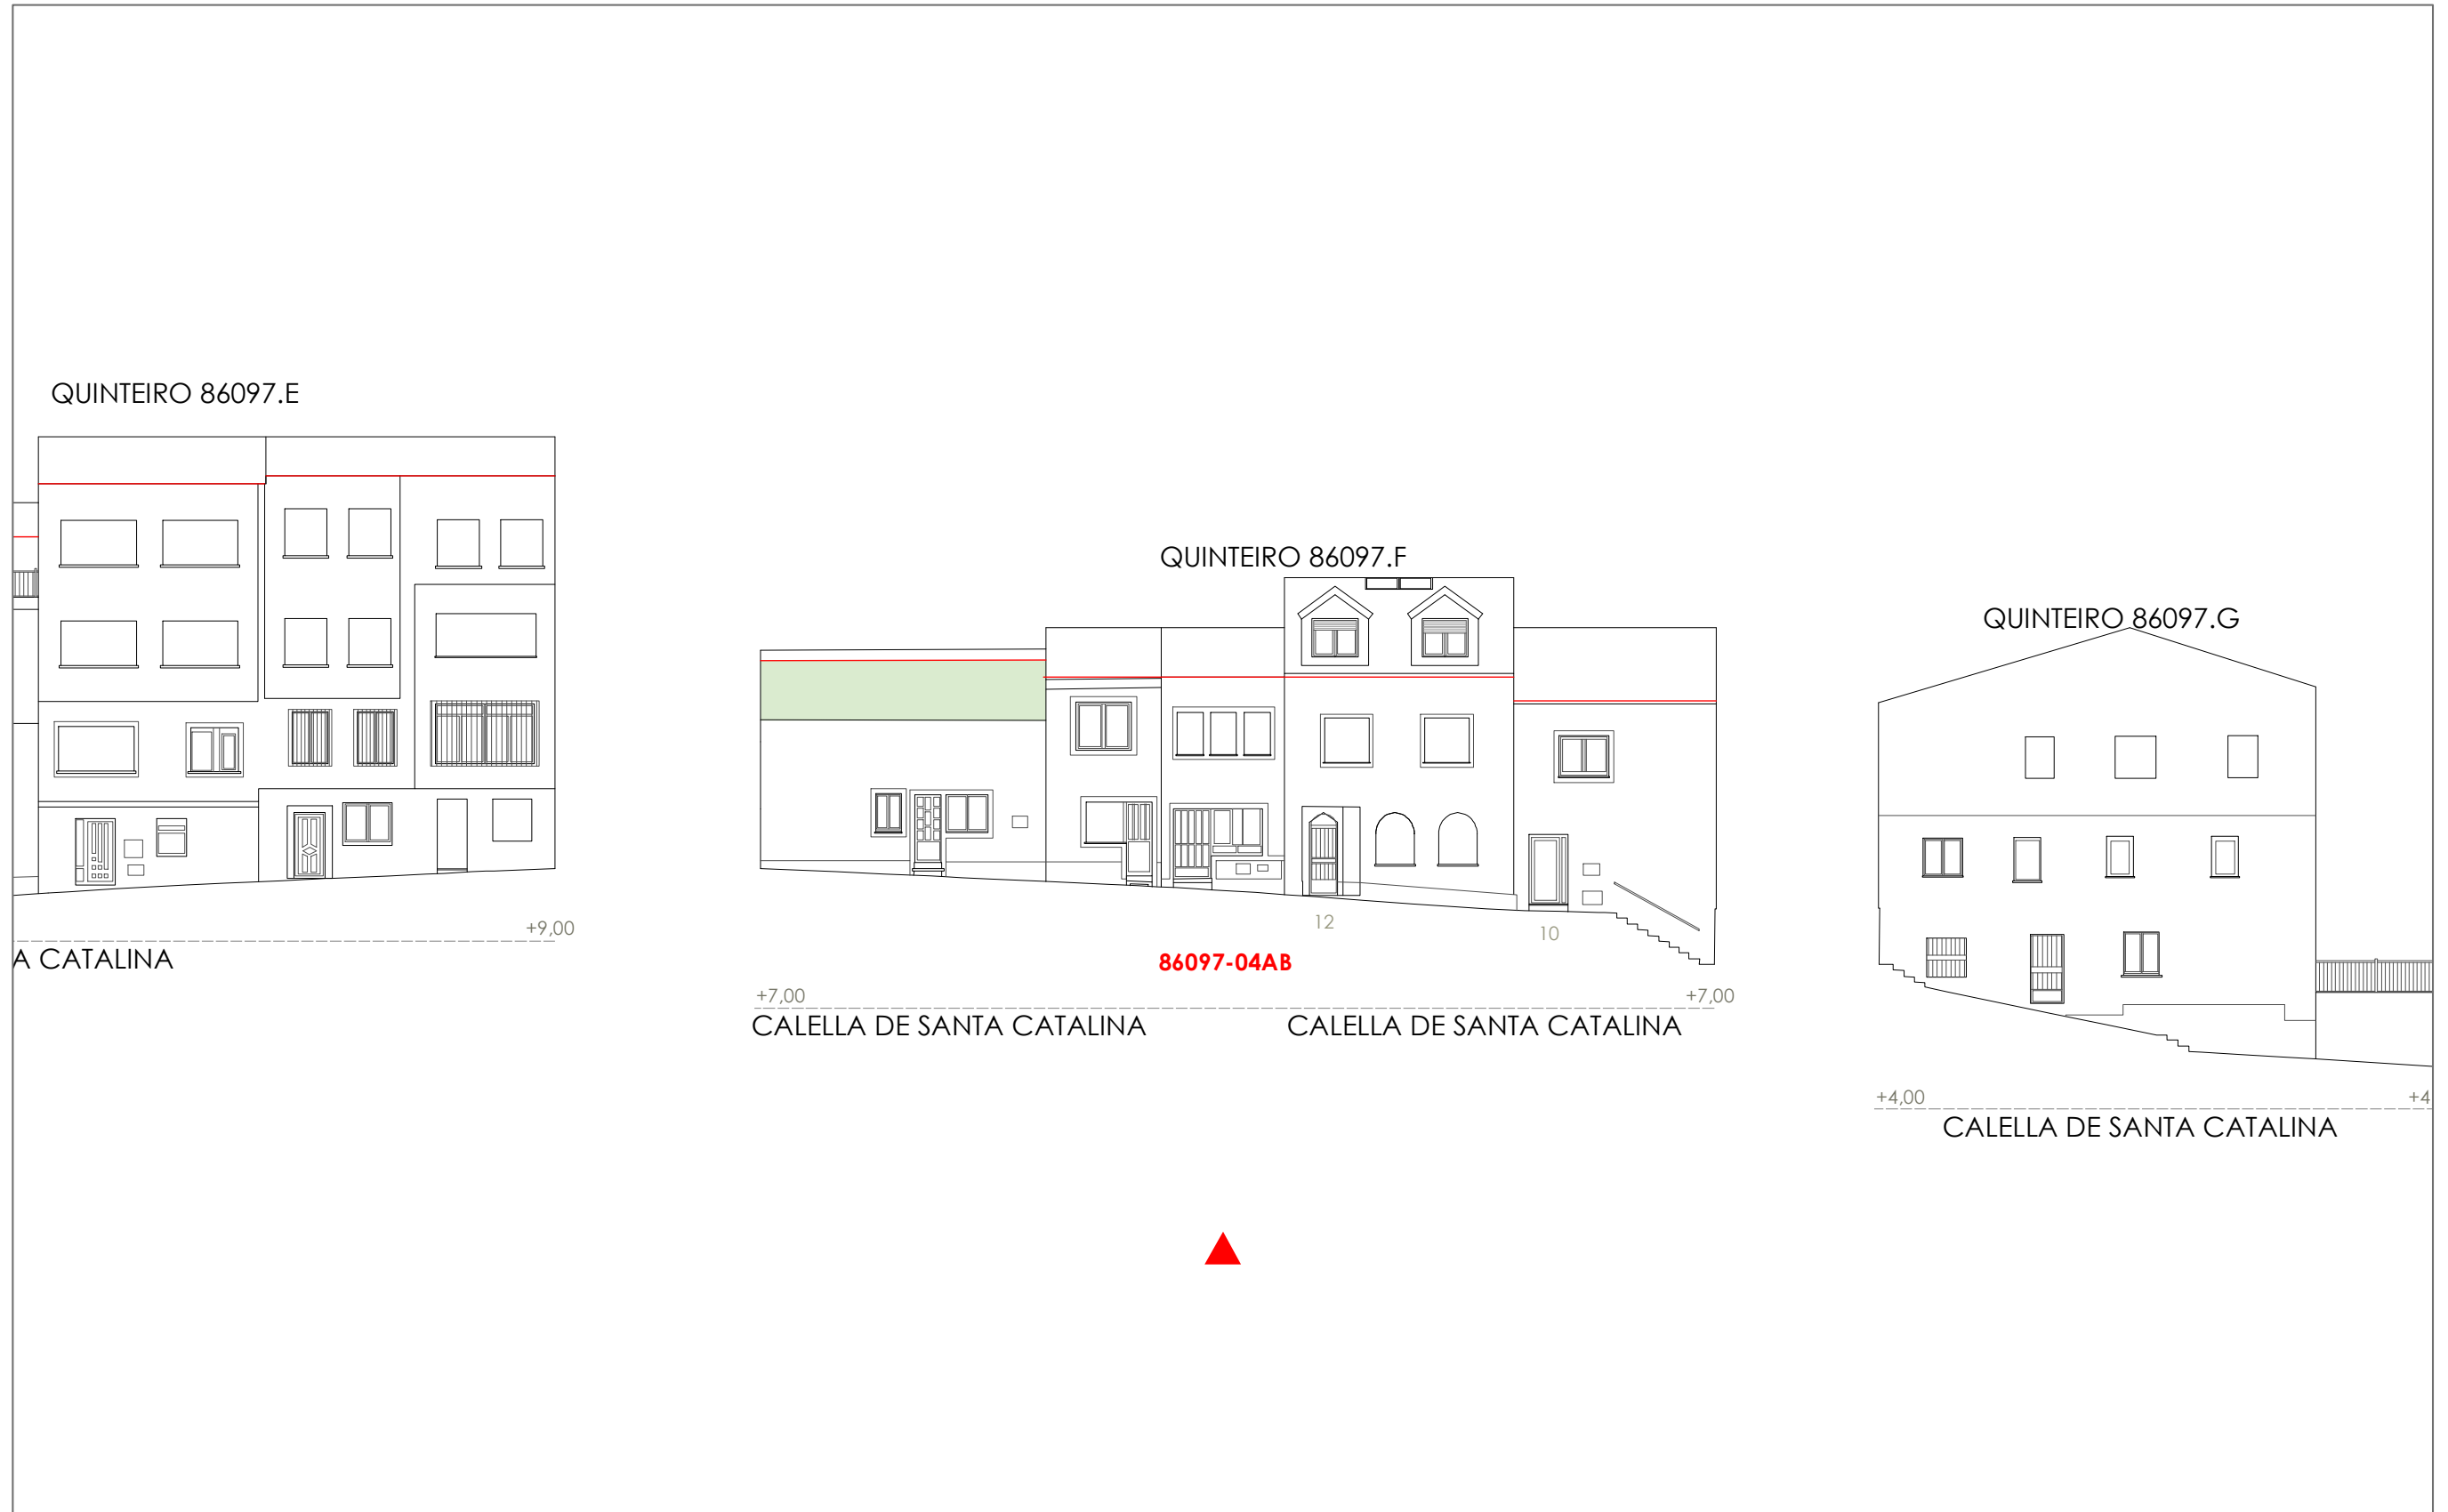 QUINTEIRO 86097.E
QUINTEIRO 86097.F
QUINTEIRO 86097.G
+9,00
A CATALINA
12
10
86097-04AB
+7,00
+7,00
CALELLA DE SANTA CATALINA
CALELLA DE SANTA CATALINA
+4,00
+4
CALELLA DE SANTA CATALINA